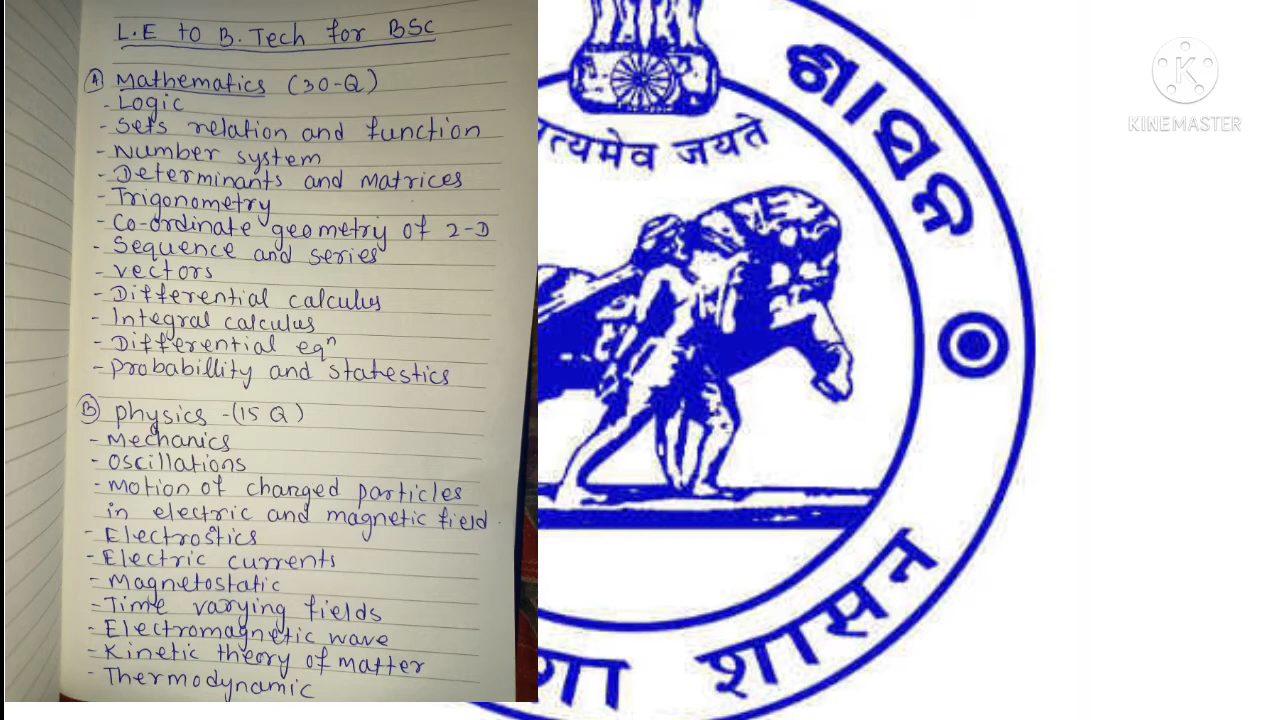 L.E to B.Tech for BSc
A Mathematics (30-Q)
- Logic
- Sets relation and function
- Number system
- Determinants and matrices
- Trigonometry
- Co-ordinate geometry of 2-D
- Sequence and series
- vectors
- Differential calculus
- Integral calculus
- Differential eqⁿ
- probabillity and statestics
B physics -(15 Q)
- Mechanics
- Oscillations
- Motion of changed particles
in electric and magnetic field
- Electrostics
- Electric currents
- Magnetostatic
- Time varying fields
- Electromagnetic wave
- Kinetic theory of matter
- Thermodynamic
सत्यमेव जयते
ଶାସନ
शासन
KINEMASTER